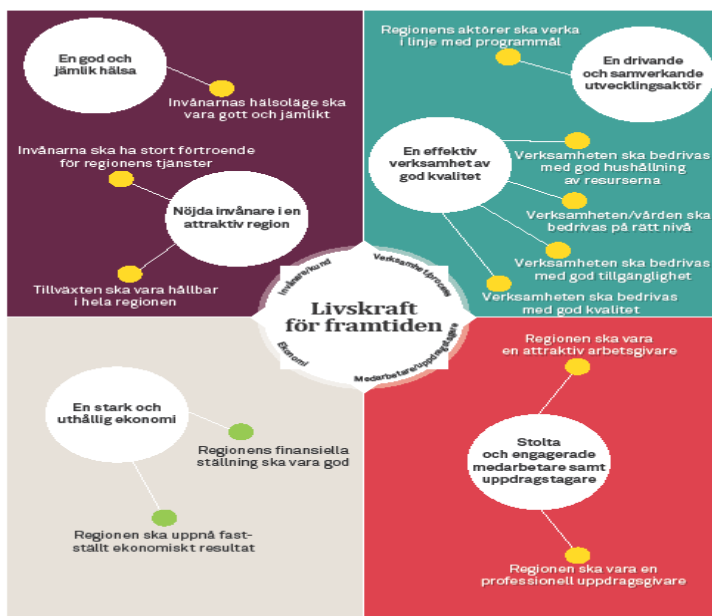 En god och
jämlik hälsa
Invånarnas hälsoläge ska
vara gott och jämlikt
Invånarna ska ha stort förtroende
för regionens tjänster
Nöjda invånare i en
attraktiv region
Tillväxten ska vara hållbar
i hela regionen
Regionens aktörer ska verka
i linje med programmål
En drivande
och samverkande
utvecklingsaktör
En effektiv
verksamhet av
god kvalitet
Verksamheten ska bedrivas
med god hushållning
av resurserna
Verksamheten/vården ska
bedrivas på rätt nivå
Verksamheten ska bedrivas
med god tillgänglighet
Verksamheten ska bedrivas
med god kvalitet
Invånare/kund
Verksamhet/process
Livskraft
för framtiden
Ekonomi
Medarbetare/uppdragstagare
En stark och
uthållig ekonomi
Regionens finansiella
ställning ska vara god
Regionen ska uppnå fast-
ställt ekonomiskt resultat
Regionen ska vara
en attraktiv arbetsgivare
Stolta
och engagerade
medarbetare samt
uppdragstagare
Regionen ska vara en
professionell uppdragsgivare